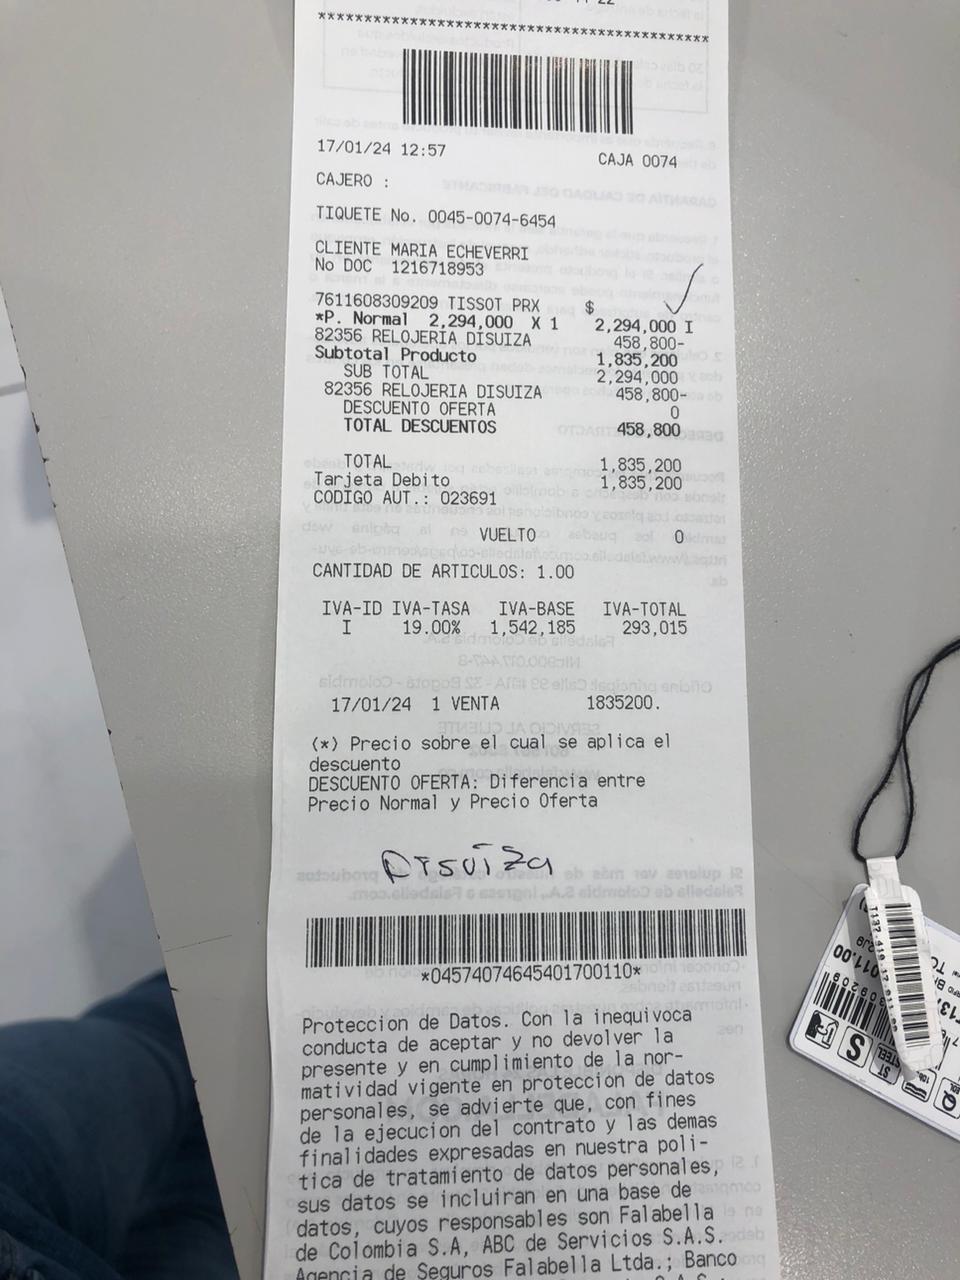 *******************************************************
17/01/24 12:57 CAJA 0074
CAJERO :
TIQUETE No. 0045-0074-6454
CLIENTE MARIA ECHEVERRI
No DOC 1216718953
7611608309209 TISSOT PRX $
*P. Normal 2,294,000 X 1 2,294,000 I
82356 RELOJERIA DISUIZA 458,800-
Subtotal Producto 1,835,200
SUB TOTAL 2,294,000
82356 RELOJERIA DISUIZA 458,800-
DESCUENTO OFERTA 0
TOTAL DESCUENTOS 458,800
TOTAL 1,835,200
Tarjeta Debito 1,835,200
CODIGO AUT.: 023691
VUELTO 0
CANTIDAD DE ARTICULOS: 1.00
IVA-ID IVA-TASA IVA-BASE IVA-TOTAL
I 19.00% 1,542,185 293,015
17/01/24 1 VENTA 1835200.
(*) Precio sobre el cual se aplica el
descuento
DESCUENTO OFERTA: Diferencia entre
Precio Normal y Precio Oferta
Disuiza
*04574074645401700110*
Proteccion de Datos. Con la inequivoca
conducta de aceptar y no devolver la
presente y en cumplimiento de la nor-
matividad vigente en proteccion de datos
personales, se advierte que, con fines
de la ejecucion del contrato y las demas
finalidades expresadas en nuestra poli-
tica de tratamiento de datos personales,
sus datos se incluiran en una base de
datos, cuyos responsables son Falabella
de Colombia S.A, ABC de Servicios S.A.S.
Agencia de Seguros Falabella Ltda.; Banco